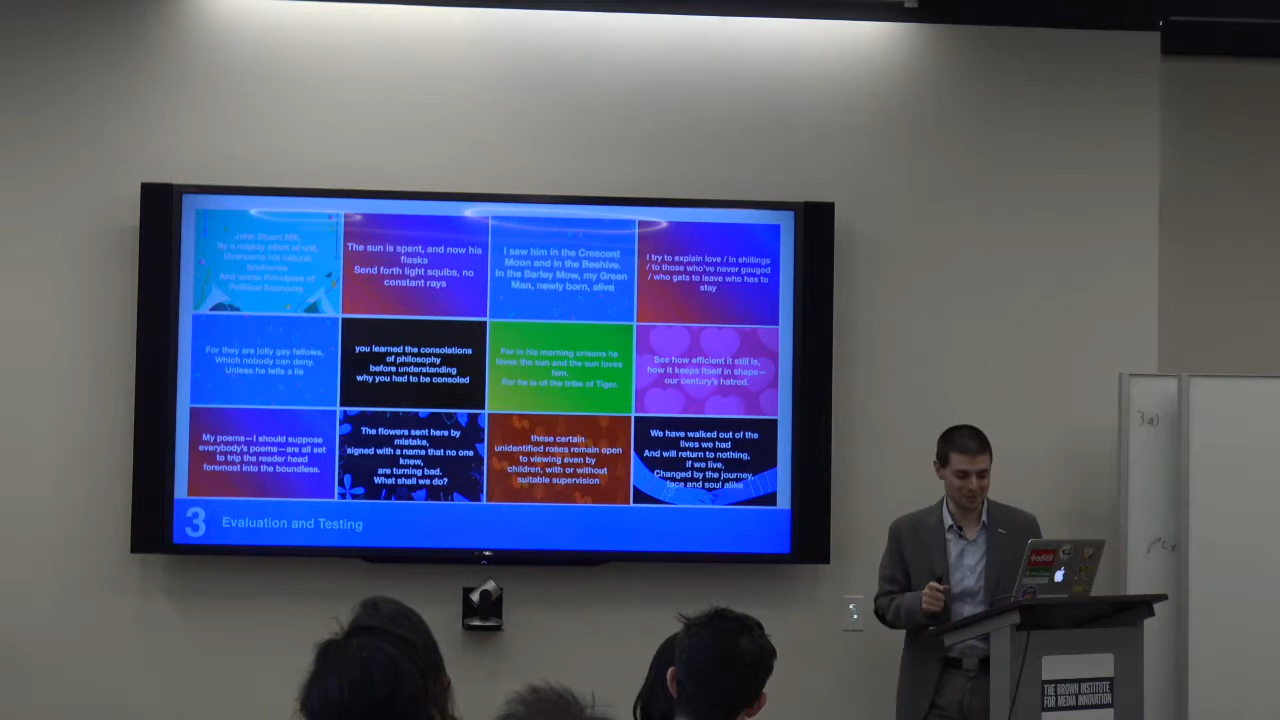 John Stuart Mill,
By a mighty effort of will,
Overcame his natural
bonhomie
And wrote Principles of
Political Economy.
The sun is spent, and now his
flasks
Send forth light squibs, no
constant rays
I saw him in the Crescent
Moon and in the Beehive.
In the Barley Mow, my Green
Man, newly born, alive
I try to explain love / in shillings
/ to those who've never gauged
/ who gets to leave who has to
stay
For they are jolly gay fellows,
Which nobody can deny.
Unless he tells a lie
you learned the consolations
of philosophy
before understanding
why you had to be consoled
For in his morning orisons he
loves the sun and the sun loves
him.
For he is of the tribe of Tiger.
See how efficient it still is,
how it keeps itself in shape—
our century's hatred.
My poems—I should suppose
everybody's poems—are all set
to trip the reader head
foremost into the boundless.
The flowers sent here by
mistake,
signed with a name that no one
knew,
are turning bad.
What shall we do?
these certain
unidentified roses remain open
to viewing even by
children, with or without
suitable supervision
We have walked out of the
lives we had
And will return to nothing,
if we live,
Changed by the journey,
face and soul alike
3 Evaluation and Testing
THE BROWN INSTITUTE
FOR MEDIA INNOVATION